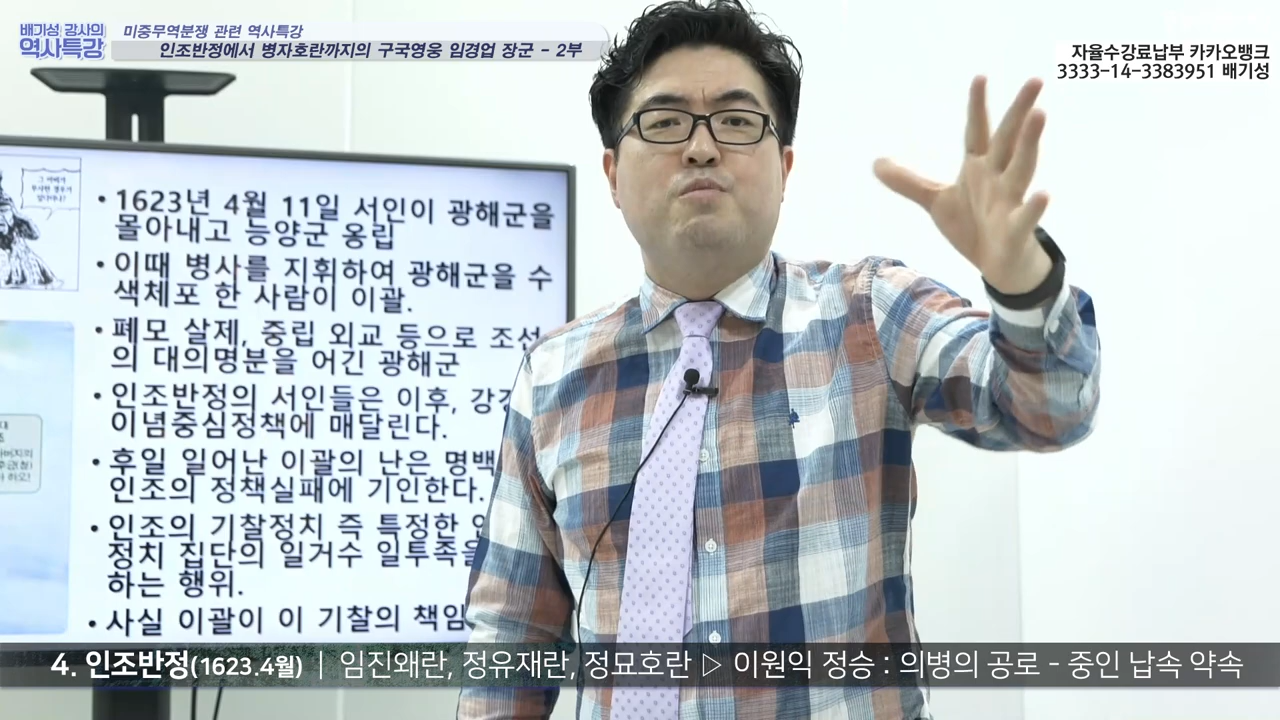 배기성 강사의
역사특강
미중무역분쟁 관련 역사특강
인조반정에서 병자호란까지의 구국영웅 임경업 장군 - 2부
자율수강료납부 카카오뱅크
3333-14-3383951 배기성
• 1623년 4월 11일 서인이 광해군을
몰아내고 능양군 옹립
• 이때 병사를 지휘하여 광해군을 수
색체포 한 사람이 이괄.
• 폐모 살제, 중립 외교 등으로 조선
의 대의명분을 어긴 광해군
• 인조반정의 서인들은 이후,
이념중심정책에 매달린다.
• 후일 일어난 이괄의 난은 명백
인조의 정책실패에 기인한다.
• 인조의 기찰정치 즉 특정한
정치 집단의 일거수 일투족을
하는 행위.
• 사실 이괄이 이 기찰의 책임
4. 인조반정(1623.4월) | 임진왜란, 정유재란, 정묘호란 ▷ 이원익 정승 : 의병의 공로 - 중인 납속 약속